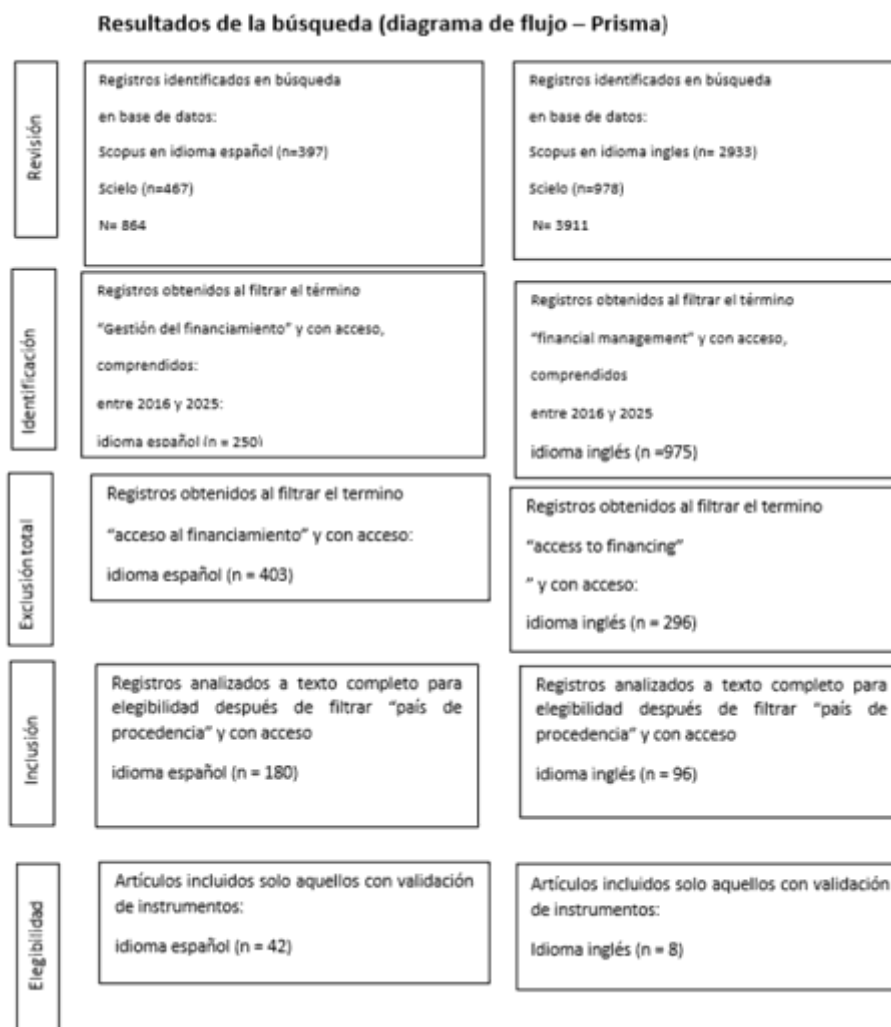 Resultados de la búsqueda (diagrama de flujo – Prisma)
Revisión
Registros identificados en búsqueda
en base de datos:
Scopus en idioma español (n=397)
Scielo (n=467)
N= 864
Registros identificados en búsqueda
en base de datos:
Scopus en idioma ingles (n= 2933)
Scielo (n=978)
N= 3911
Identificación
Registros obtenidos al filtrar el término
“Gestión del financiamiento” y con acceso,
comprendidos:
entre 2016 y 2025:
idioma español (n = 250)
Registros obtenidos al filtrar el término
“financial management” y con acceso,
comprendidos
entre 2016 y 2025
idioma inglés (n =975)
Exclusión total
Registros obtenidos al filtrar el termino
“acceso al financiamiento” y con acceso:
idioma español (n = 403)
Registros obtenidos al filtrar el termino
“access to financing”
” y con acceso:
idioma inglés (n = 296)
Inclusión
Registros analizados a texto completo para
elegibilidad después de filtrar “país de
procedencia” y con acceso
idioma español (n = 180)
Registros analizados a texto completo para
elegibilidad después de filtrar “país de
procedencia” y con acceso
idioma inglés (n = 96)
Elegibilidad
Artículos incluidos solo aquellos con validación
de instrumentos:
idioma español (n = 42)
Artículos incluidos solo aquellos con validación
de instrumentos:
Idioma inglés (n = 8)